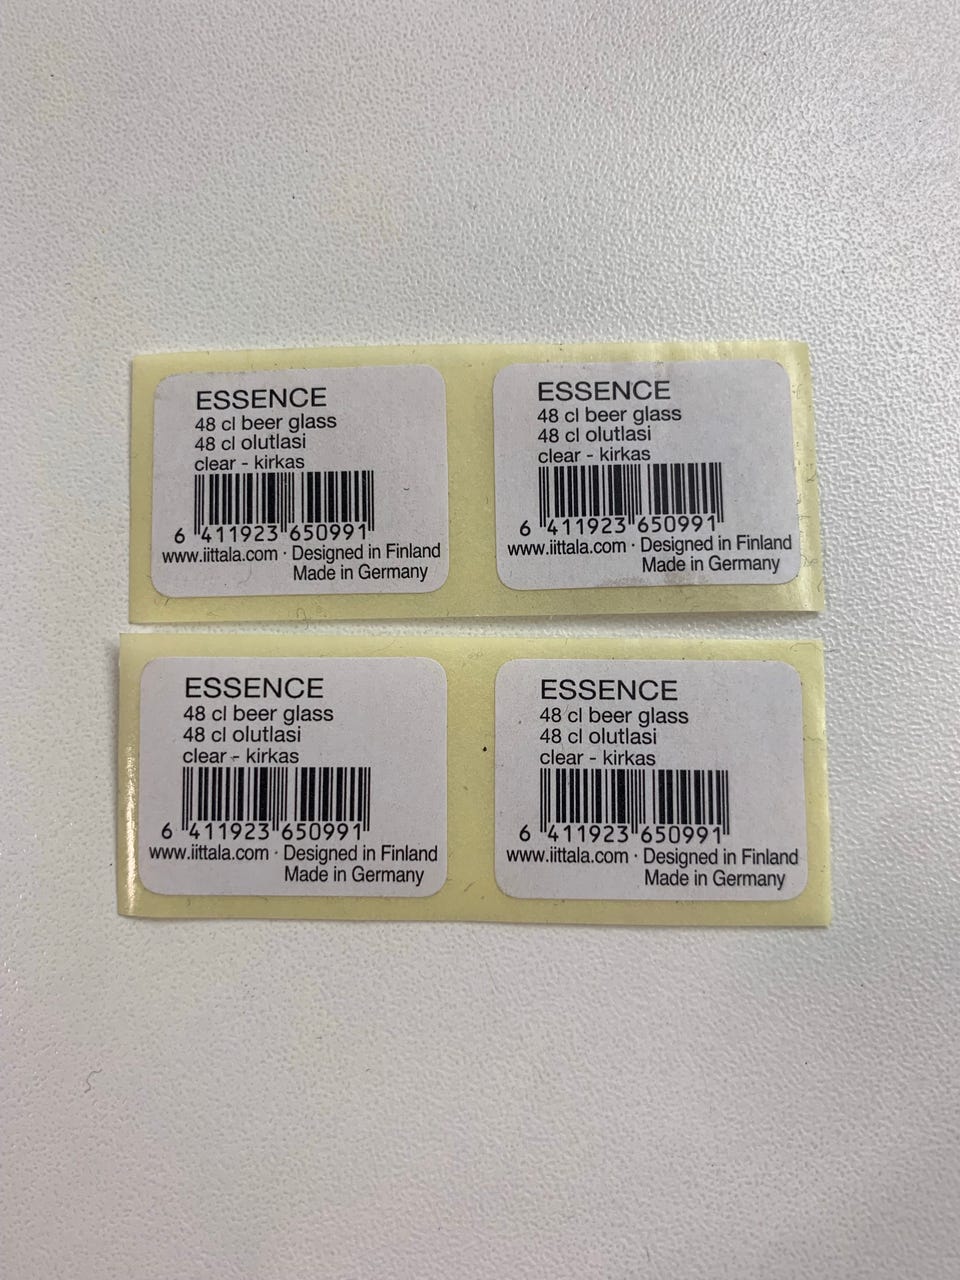 ESSENCE
48 cl beer glass
48 cl olutlasi
clear - kirkas
6 411923 650991
www.iittala.com · Designed in Finland
Made in Germany
ESSENCE
48 cl beer glass
48 cl olutlasi
clear - kirkas
6 411923 650991
www.iittala.com · Designed in Finland
Made in Germany
ESSENCE
48 cl beer glass
48 cl olutlasi
clear - kirkas
6 411923 650991
www.iittala.com · Designed in Finland
Made in Germany
ESSENCE
48 cl beer glass
48 cl olutlasi
clear - kirkas
6 411923 650991
www.iittala.com · Designed in Finland
Made in Germany